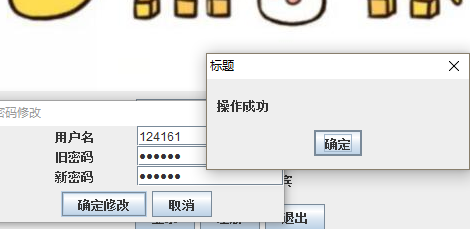 标题
操作成功
确定
密码修改
用户名 124161
旧密码 ••••••
新密码 ••••••
确定修改 取消
退出